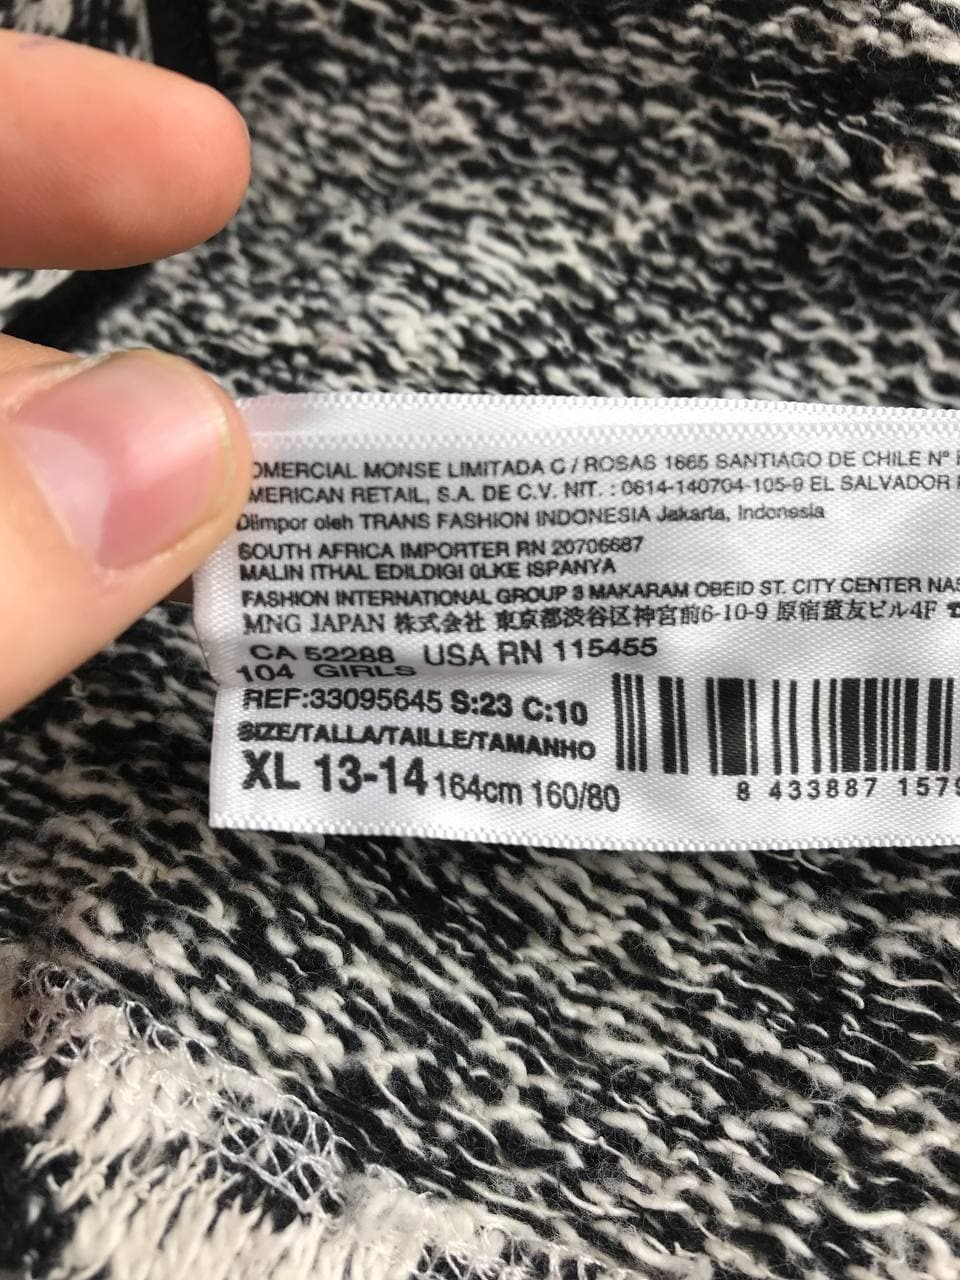 OMERCIAL MONSE LIMITADA C / ROSAS 1665 SANTIAGO DE CHILE Nº
MERICAN RETAIL, S.A. DE C.V. NIT. : 0614-140704-105-9 EL SALVADOR
Diimpor oleh TRANS FASHION INDONESIA Jakarta, Indonesia
SOUTH AFRICA IMPORTER RN 20706687
MALIN ITHAL EDILDIGI ÜLKE ISPANYA
FASHION INTERNATIONAL GROUP 3 MAKARAM OBEID ST. CITY CENTER NAS
MNG JAPAN 株式会社 東京都渋谷区神宮前6-10-9 原宿董友ビル4F ☎
CA 52288 USA RN 115455
104 GIRLS
REF:33095645 S:23 C:10
SIZE/TALLA/TAILLE/TAMANHO
XL 13-14 164cm 160/80
8 433887 1579